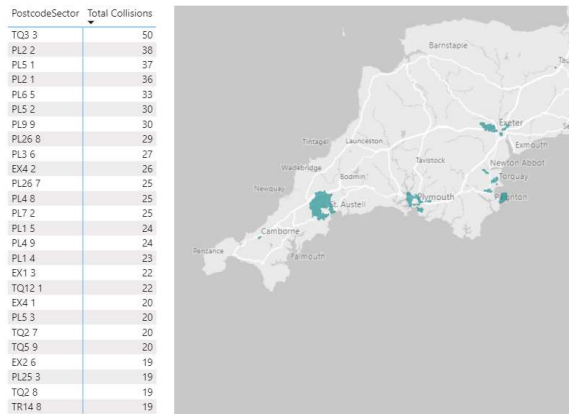 PostcodeSector Total Collisions
TQ3 3 50
PL2 2 38
PL5 1 37
PL2 1 36
PL6 5 33
PL5 2 30
PL9 9 30
PL26 8 29
PL3 6 27
EX4 2 26
PL26 7 25
PL4 8 25
PL7 2 25
PL1 5 24
PL4 9 24
PL1 4 23
EX1 3 22
TQ12 1 22
EX4 1 20
PL5 3 20
TQ2 7 20
TQ5 9 20
EX2 6 19
PL25 3 19
TQ2 8 19
TR14 8 19
Barnstaple
Exeter
Exmouth
Tintagel
Launceston
Tavistock
Newton Abbot
Wadebridge
Bodmin
Torquay
Newquay
Plymouth
St. Austell
Camborne
Penzance
Falmouth